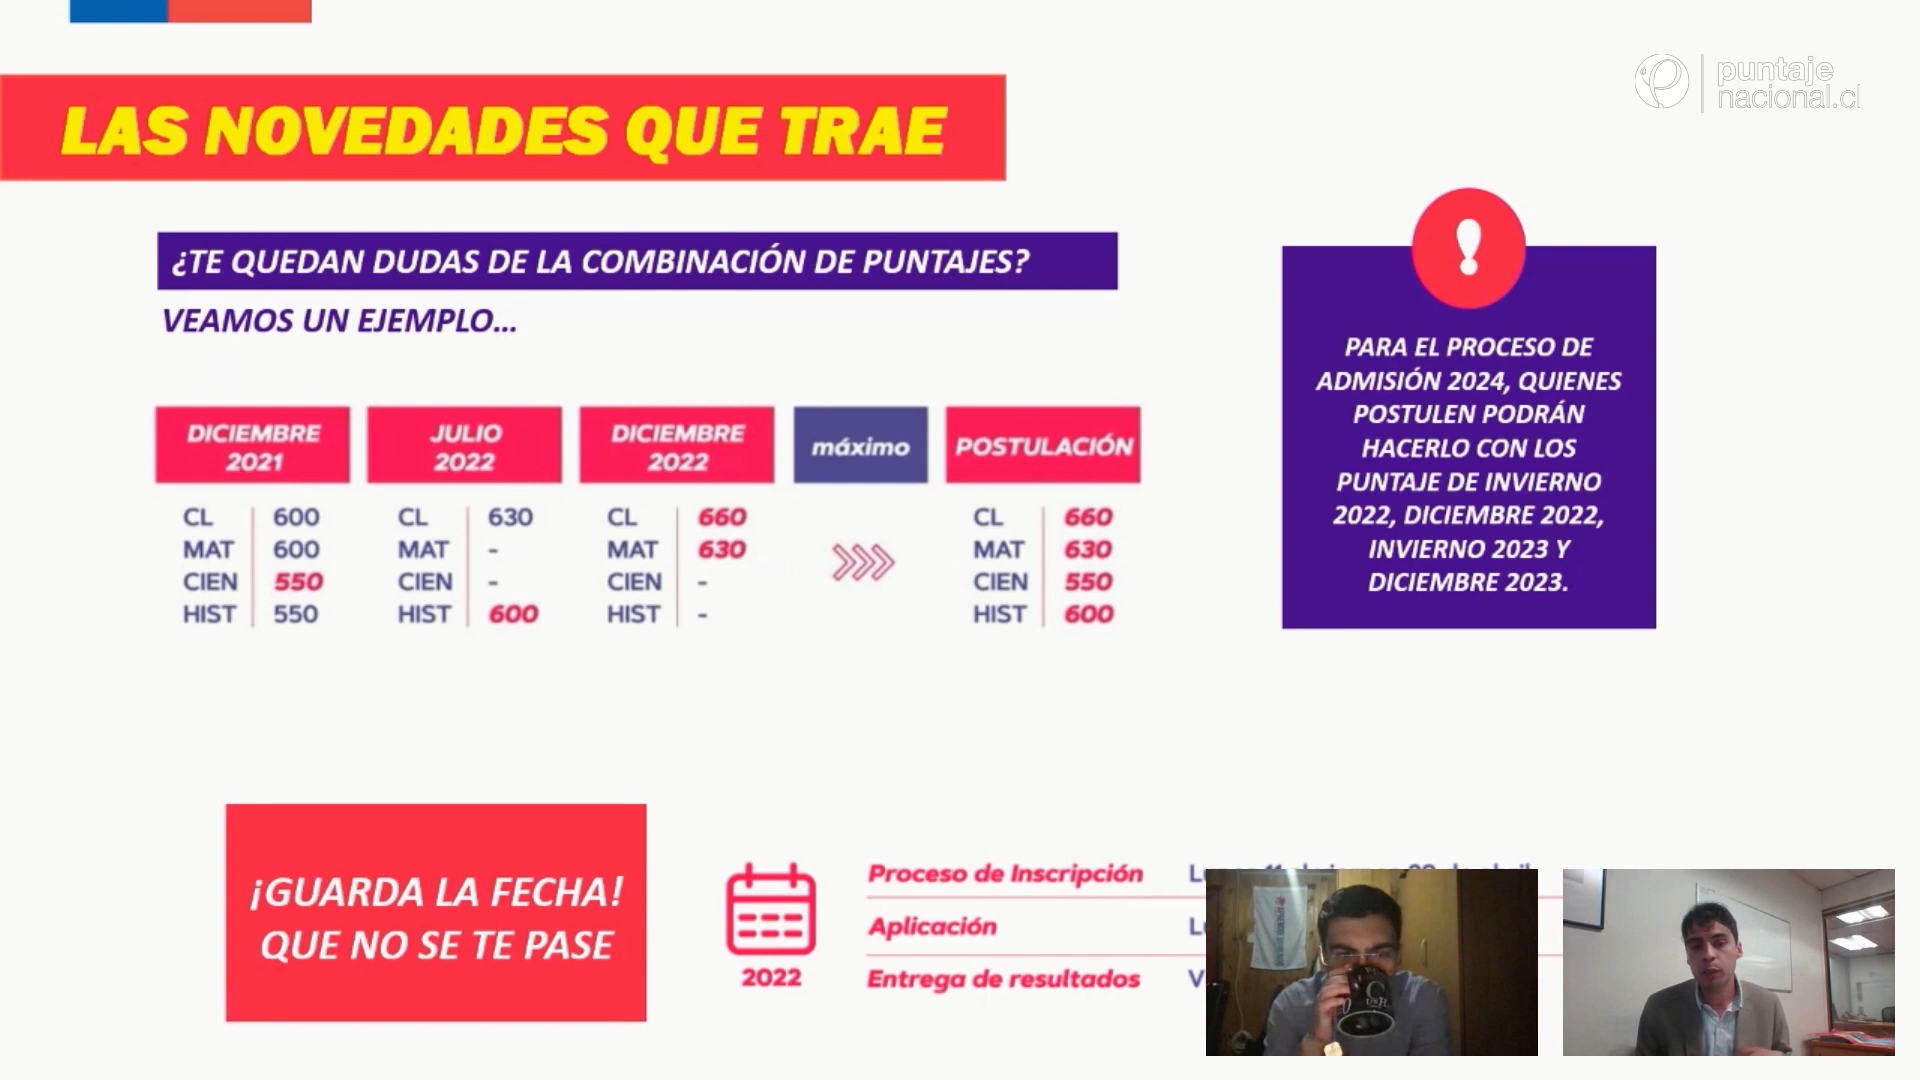 puntaje
nacional.cl
LAS NOVEDADES QUE TRAE
¿TE QUEDAN DUDAS DE LA COMBINACIÓN DE PUNTAJES?
VEAMOS UN EJEMPLO...
DICIEMBRE 2021
CL 600
MAT 600
CIEN 550
HIST 550
JULIO 2022
CL 630
MAT -
CIEN -
HIST 600
DICIEMBRE 2022
CL 660
MAT 630
CIEN -
HIST -
máximo
POSTULACIÓN
CL 660
MAT 630
CIEN 550
HIST 600
PARA EL PROCESO DE
ADMISIÓN 2024, QUIENES
POSTULEN PODRÁN
HACERLO CON LOS
PUNTAJE DE INVIERNO
2022, DICIEMBRE 2022,
INVIERNO 2023 Y
DICIEMBRE 2023.
¡GUARDA LA FECHA!
QUE NO SE TE PASE
2022
Proceso de Inscripción
Aplicación
Entrega de resultados